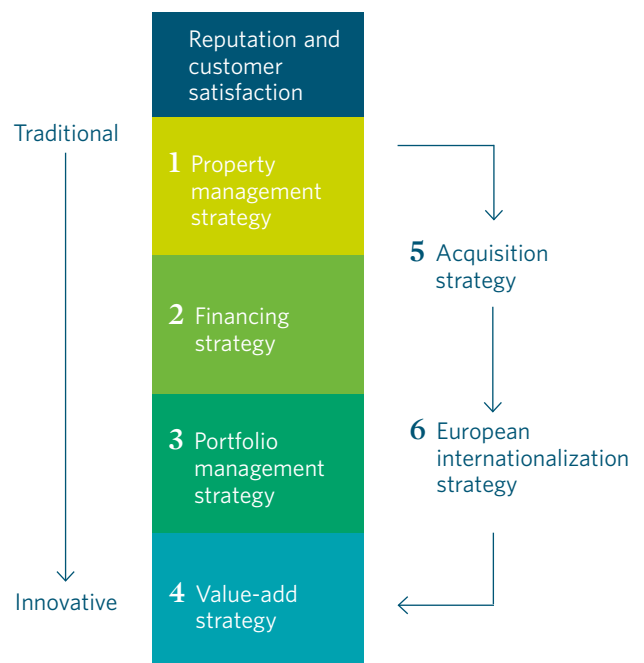 Reputation and
customer
satisfaction
Traditional
1 Property
management
strategy
2 Financing
strategy
3 Portfolio
management
strategy
4 Value-add
strategy
Innovative
5 Acquisition
strategy
6 European
internationalization
strategy